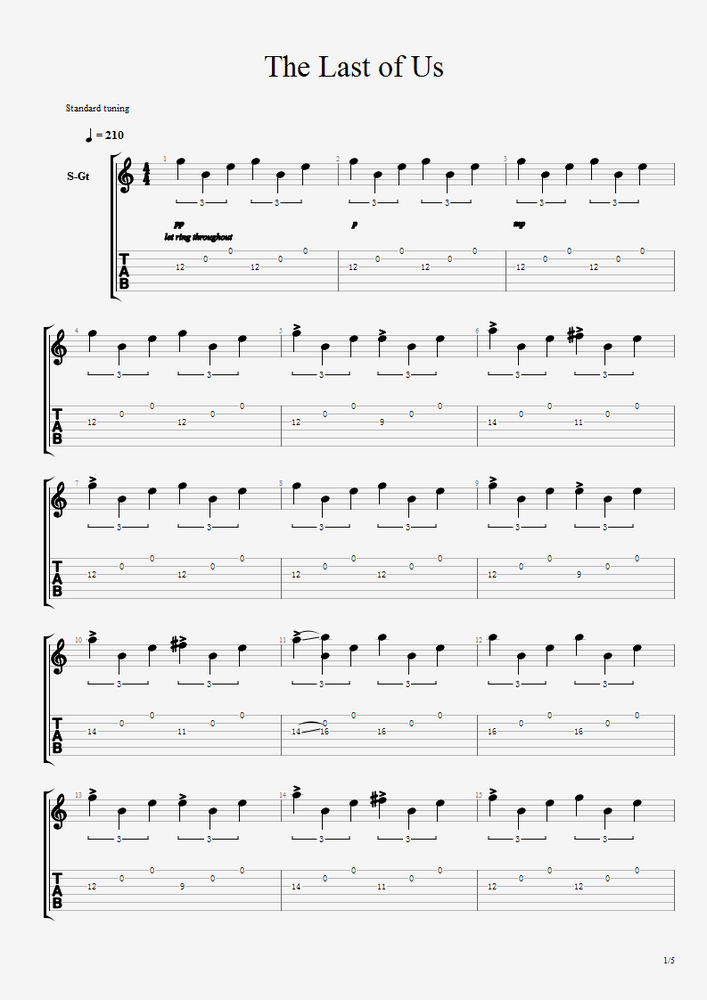 The Last of Us
Standard tuning
= 210
S-Gt
1 2 3
4
4
3 3 3 3 3 3
pp p mp
let ring throughout
0 0 0 0 0 0
T 0 0 0 0 0 0
A 12 12 12 12 12 12
B
4 5 6
3 3 3 3 3 3
0 0 0 0 0 0
T 0 0 0 0 0 0
A 12 12 12 9 14 11
B
7 8 9
3 3 3 3 3 3
0 0 0 0 0 0
T 0 0 0 0 0 0
A 12 12 12 12 12 9
B
10 11 12
3 3 3 3 3 3
0 0 0 0 0 0
T 0 0 0 0 0 0
A 14 11 14 16 16 16 16
B
13 14 15
3 3 3 3 3 3
0 0 0 0 0 0
T 0 0 0 0 0 0
A 12 9 14 11 12 12
B
1/5